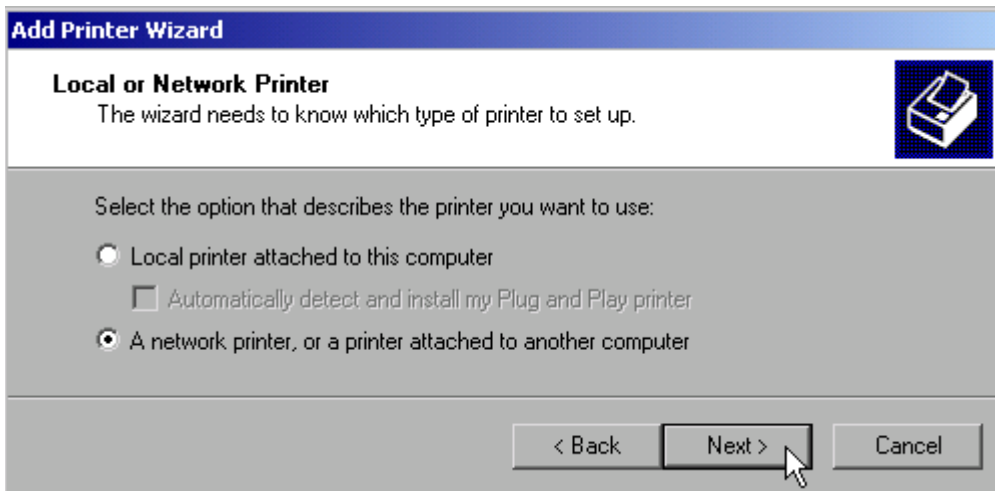 Add Printer Wizard
Local or Network Printer
The wizard needs to know which type of printer to set up.
Select the option that describes the printer you want to use:
Local printer attached to this computer
Automatically detect and install my Plug and Play printer
A network printer, or a printer attached to another computer
< Back Next > Cancel